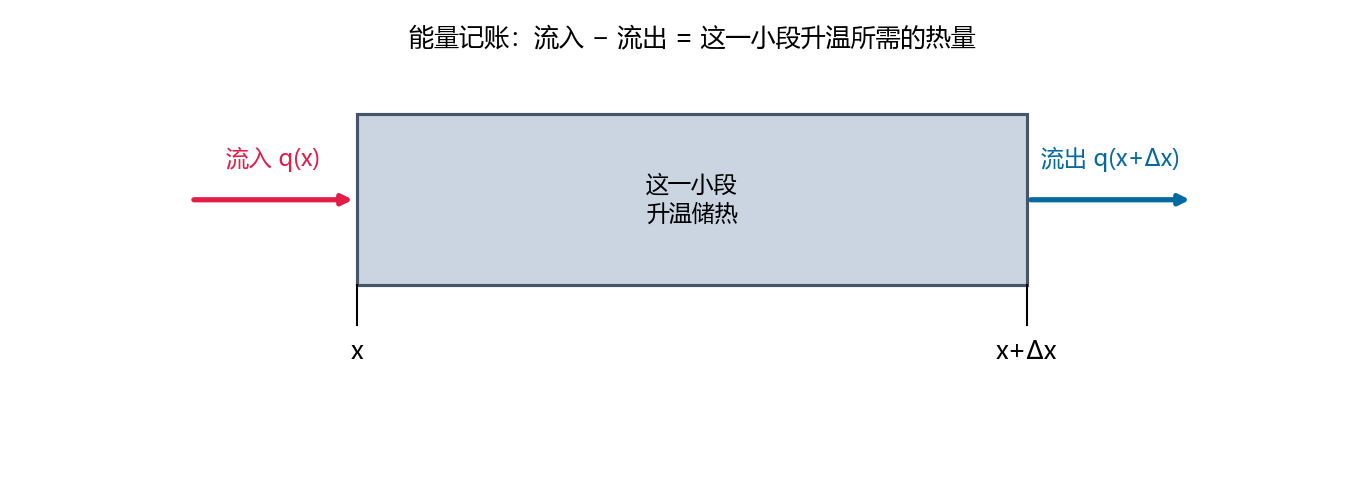 能量记账：流入 − 流出 = 这一小段升温所需的热量
流入 q(x)
流出 q(x+Δx)
这一小段
升温储热
x
x+Δx